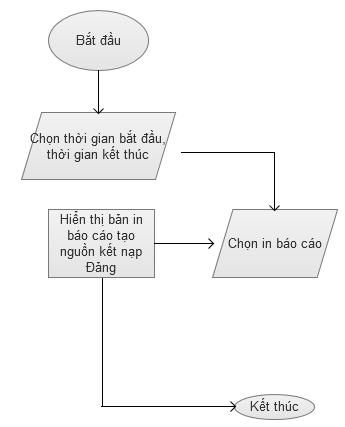 Bắt đầu
Chọn thời gian bắt đầu,
thời gian kết thúc
Hiển thị bản in
báo cáo tạo
nguồn kết nạp
Đảng
Chọn in báo cáo
Kết thúc